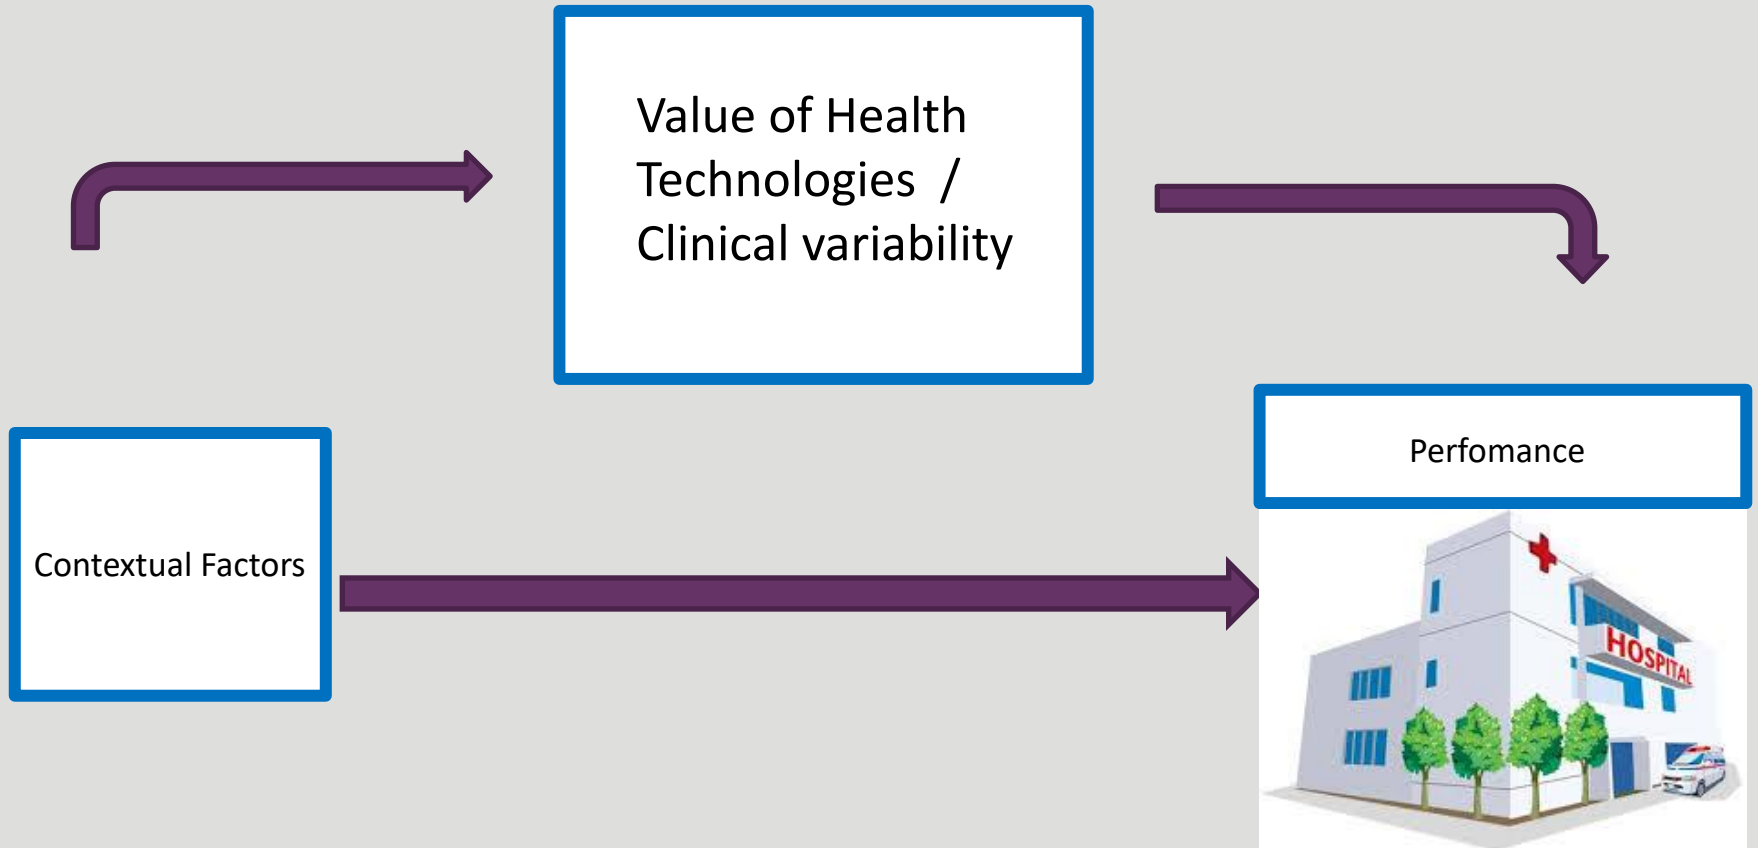 Value of Health
Technologies /
Clinical variability
Contextual Factors
Perfomance
HOSPITAL